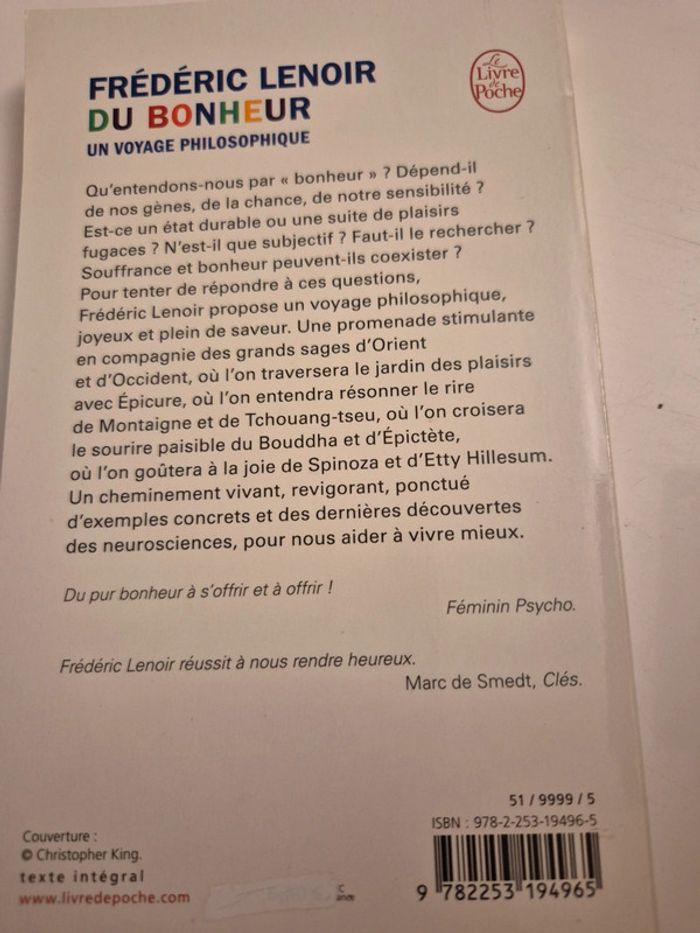 FRÉDÉRIC LENOIR
DU BONHEUR
UN VOYAGE PHILOSOPHIQUE
Le
Livre
de
Poche
Qu'entendons-nous par « bonheur » ? Dépend-il
de nos gènes, de la chance, de notre sensibilité ?
Est-ce un état durable ou une suite de plaisirs
fugaces ? N'est-il que subjectif ? Faut-il le rechercher ?
Souffrance et bonheur peuvent-ils coexister ?
Pour tenter de répondre à ces questions,
Frédéric Lenoir propose un voyage philosophique,
joyeux et plein de saveur. Une promenade stimulante
en compagnie des grands sages d'Orient
et d'Occident, où l'on traversera le jardin des plaisirs
avec Épicure, où l'on entendra résonner le rire
de Montaigne et de Tchouang-tseu, où l'on croisera
le sourire paisible du Bouddha et d'Épictète,
où l'on goûtera à la joie de Spinoza et d'Etty Hillesum.
Un cheminement vivant, revigorant, ponctué
d'exemples concrets et des dernières découvertes
des neurosciences, pour nous aider à vivre mieux.
Du pur bonheur à s'offrir et à offrir !
Féminin Psycho.
Frédéric Lenoir réussit à nous rendre heureux.
Marc de Smedt, Clés.
51 / 9999 / 5
ISBN : 978-2-253-19496-5
9 782253 194965
Couverture :
© Christopher King.
texte intégral
www.livredepoche.com